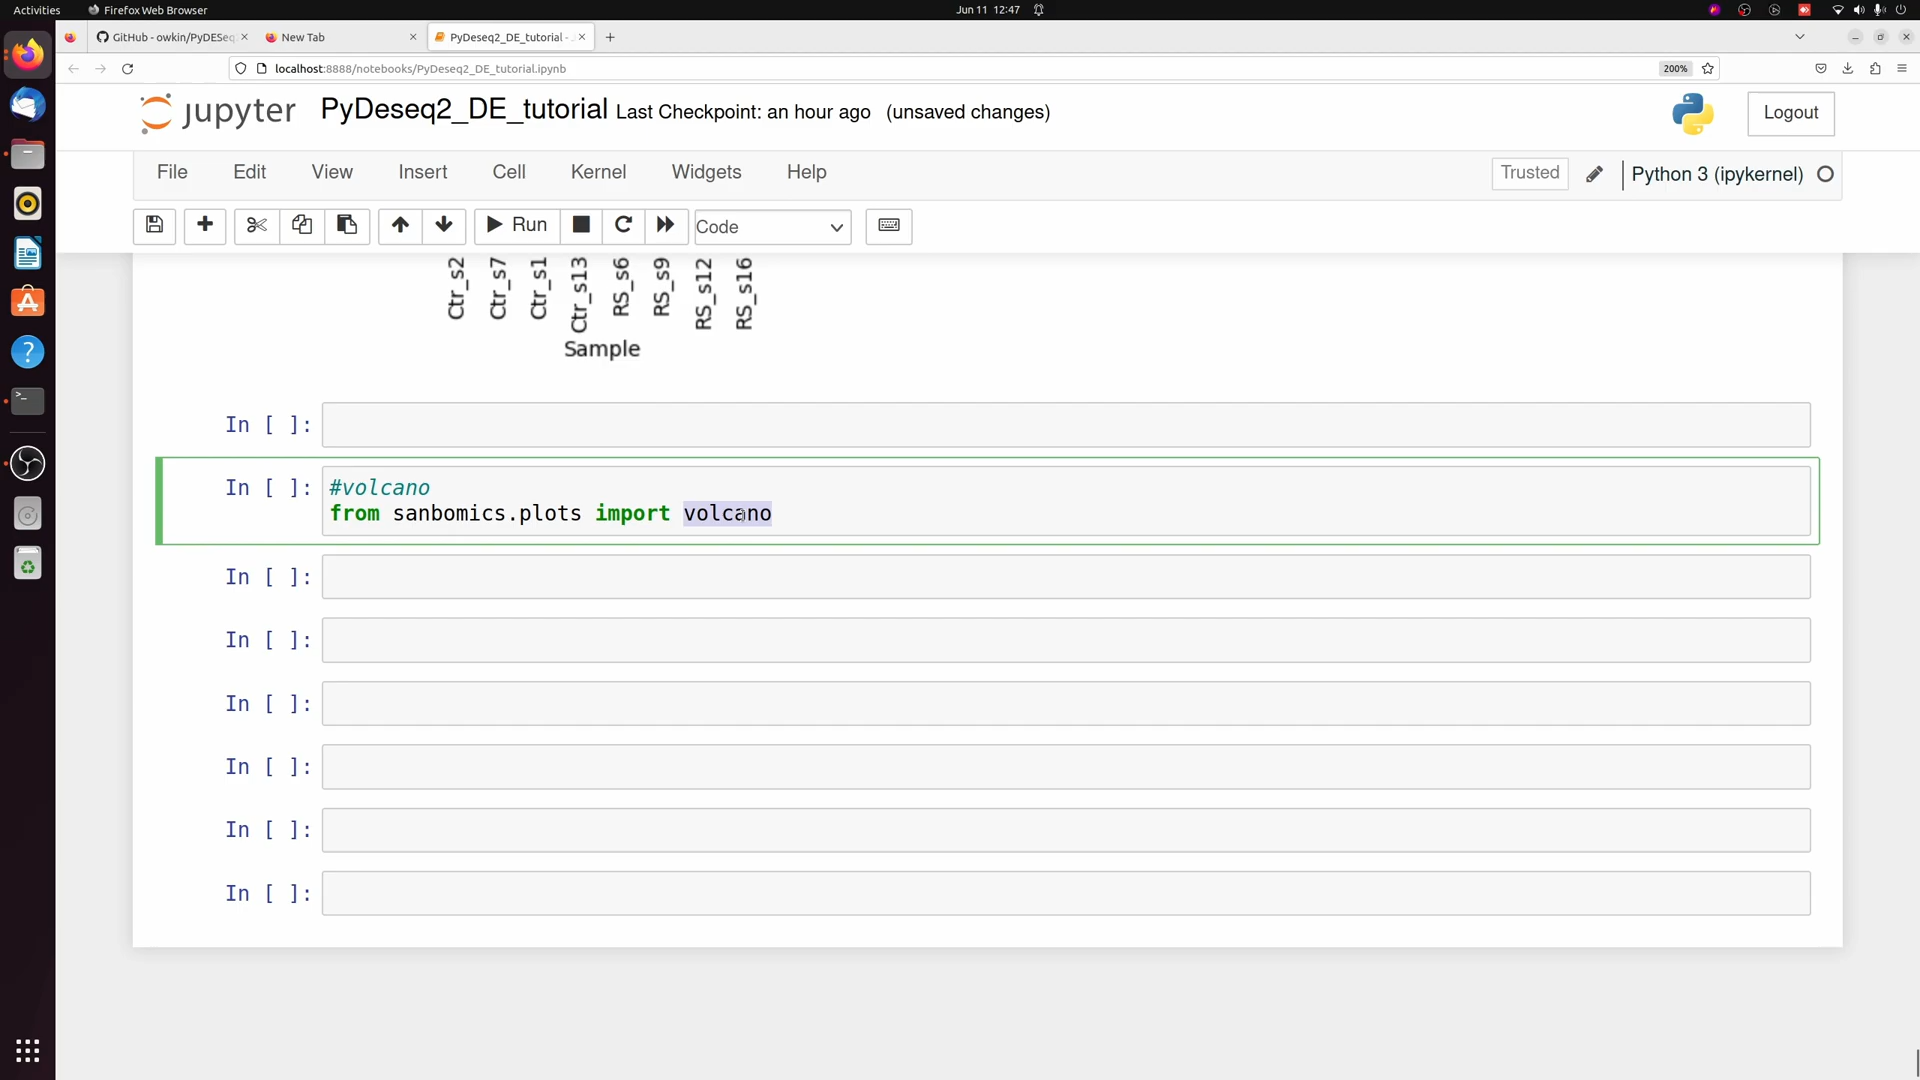 Activities
Firefox Web Browser
Jun 11 12:47
GitHub - owkin/PyDESeq
New Tab
PyDeseq2_DE_tutorial -
localhost:8888/notebooks/PyDeseq2_DE_tutorial.ipynb
200%
jupyter
PyDeseq2_DE_tutorial Last Checkpoint: an hour ago (unsaved changes)
Logout
File Edit View Insert Cell Kernel Widgets Help
Trusted
Python 3 (ipykernel)
Run
Code
Ctr_s2
Ctr_s7
Ctr_s1
Ctr_s13
RS_s6
RS_s9
RS_s12
RS_s16
Sample
In [ ]:
In [ ]:
#volcano
from sanbomics.plots import volcano
In [ ]:
In [ ]:
In [ ]:
In [ ]:
In [ ]:
In [ ]: